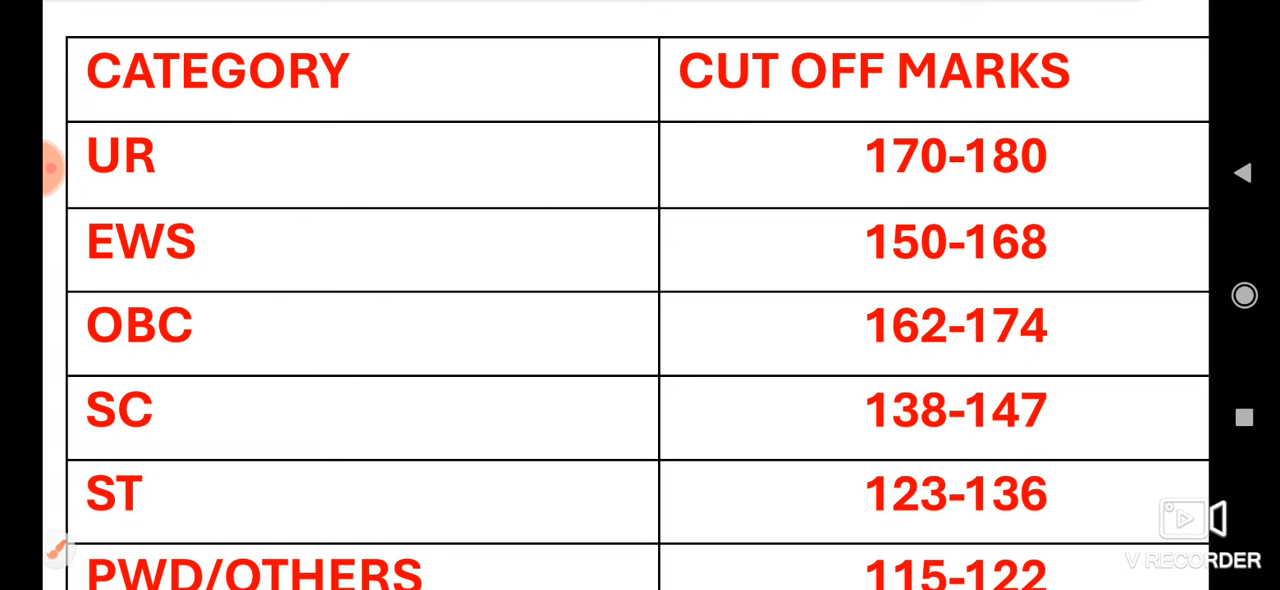 CATEGORY CUT OFF MARKS
UR 170-180
EWS 150-168
OBC 162-174
SC 138-147
ST 123-136
PWD/OTHERS 115-122
V RECORDER